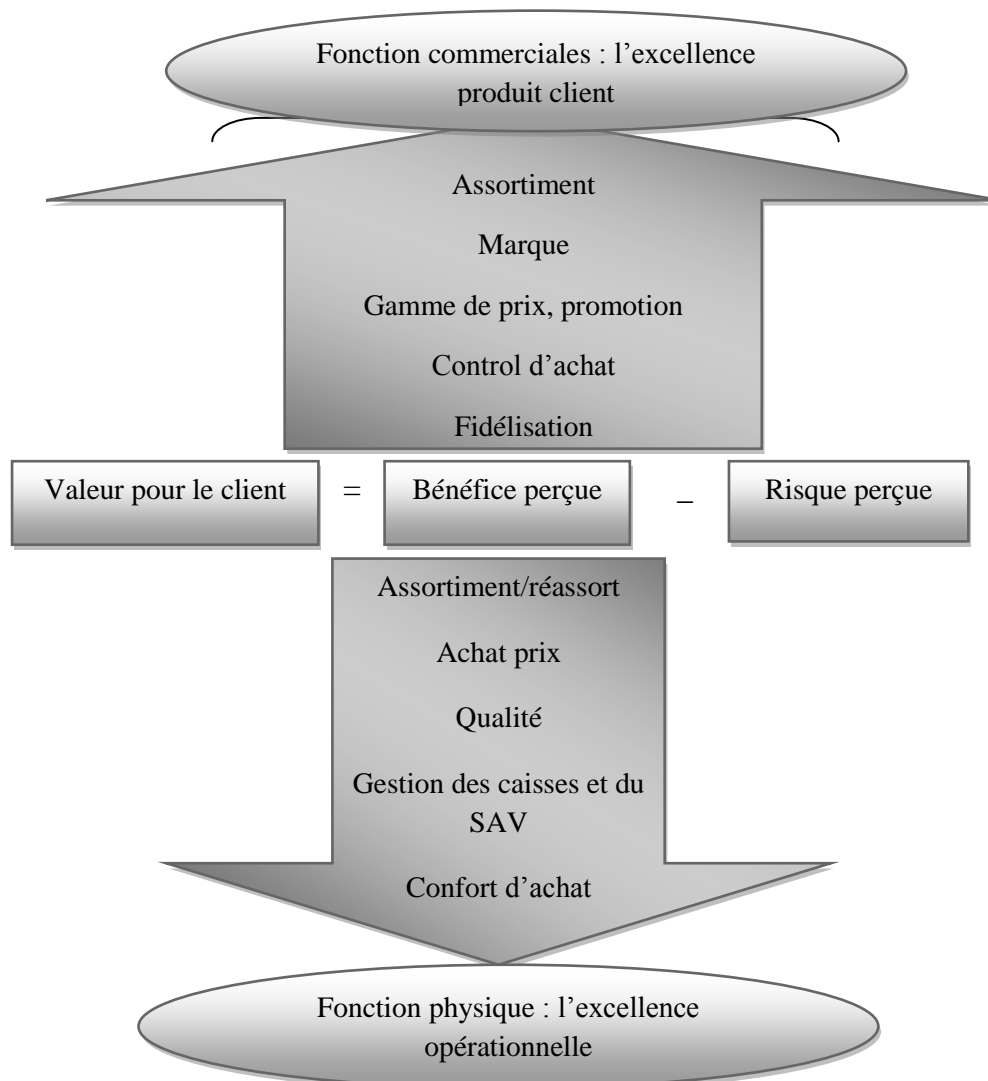 Fonction commerciales : l’excellence
produit client
Assortiment
Marque
Gamme de prix, promotion
Control d’achat
Fidélisation
Valeur pour le client = Bénéfice perçue – Risque perçue
Assortiment/réassort
Achat prix
Qualité
Gestion des caisses et du
SAV
Confort d’achat
Fonction physique : l’excellence
opérationnelle